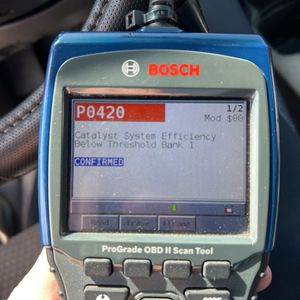 BOSCH
P0420
1/2
Mod $00
Catalyst System Efficiency
Below Threshold Bank 1
CONFIRMED
ProGrade OBD II Scan Tool